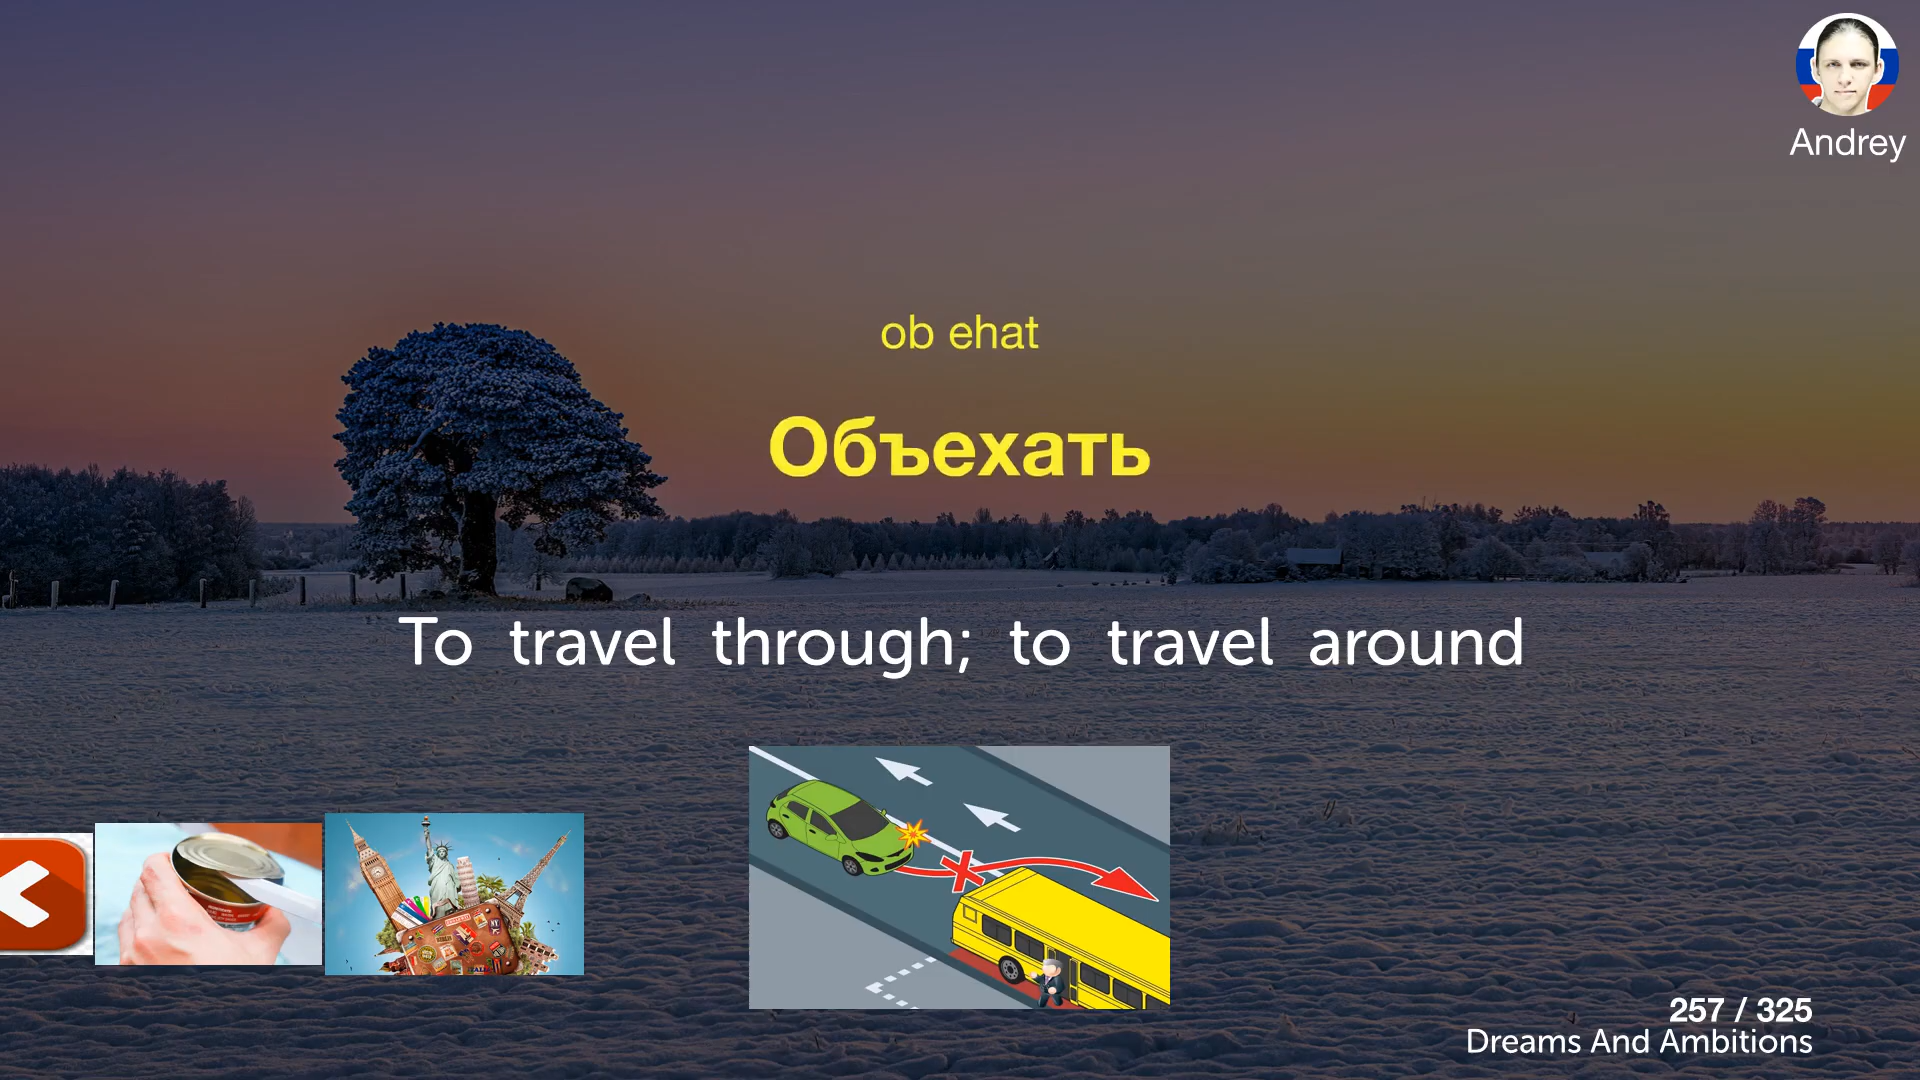 Andrey
ob ehat
Объехать
To travel through; to travel around
257 / 325
Dreams And Ambitions